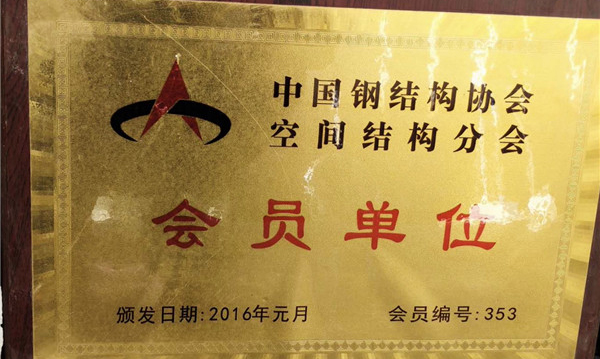 中国钢结构协会
空间结构分会
会员单位
颁发日期:2016年元月
会员编号:353